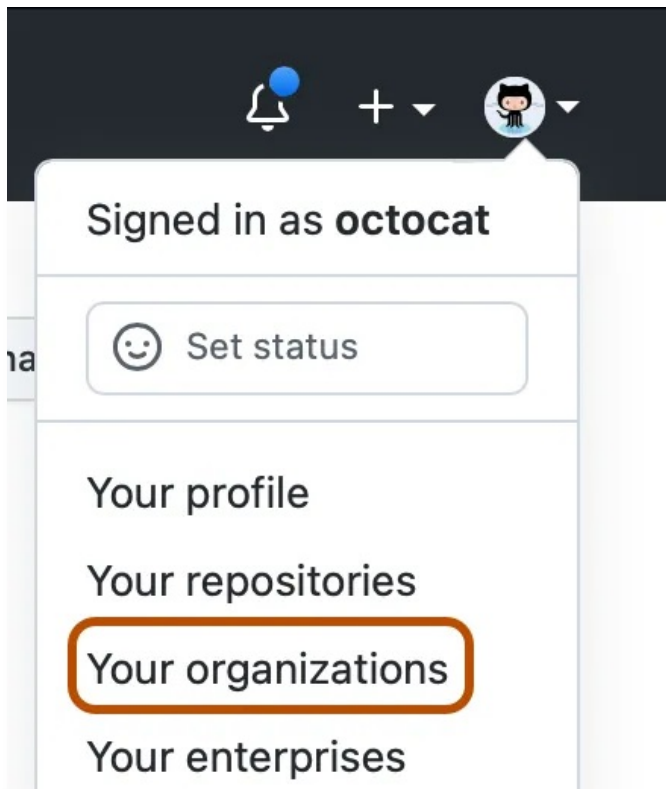 Signed in as octocat
Set status
Your profile
Your repositories
Your organizations
Your enterprises